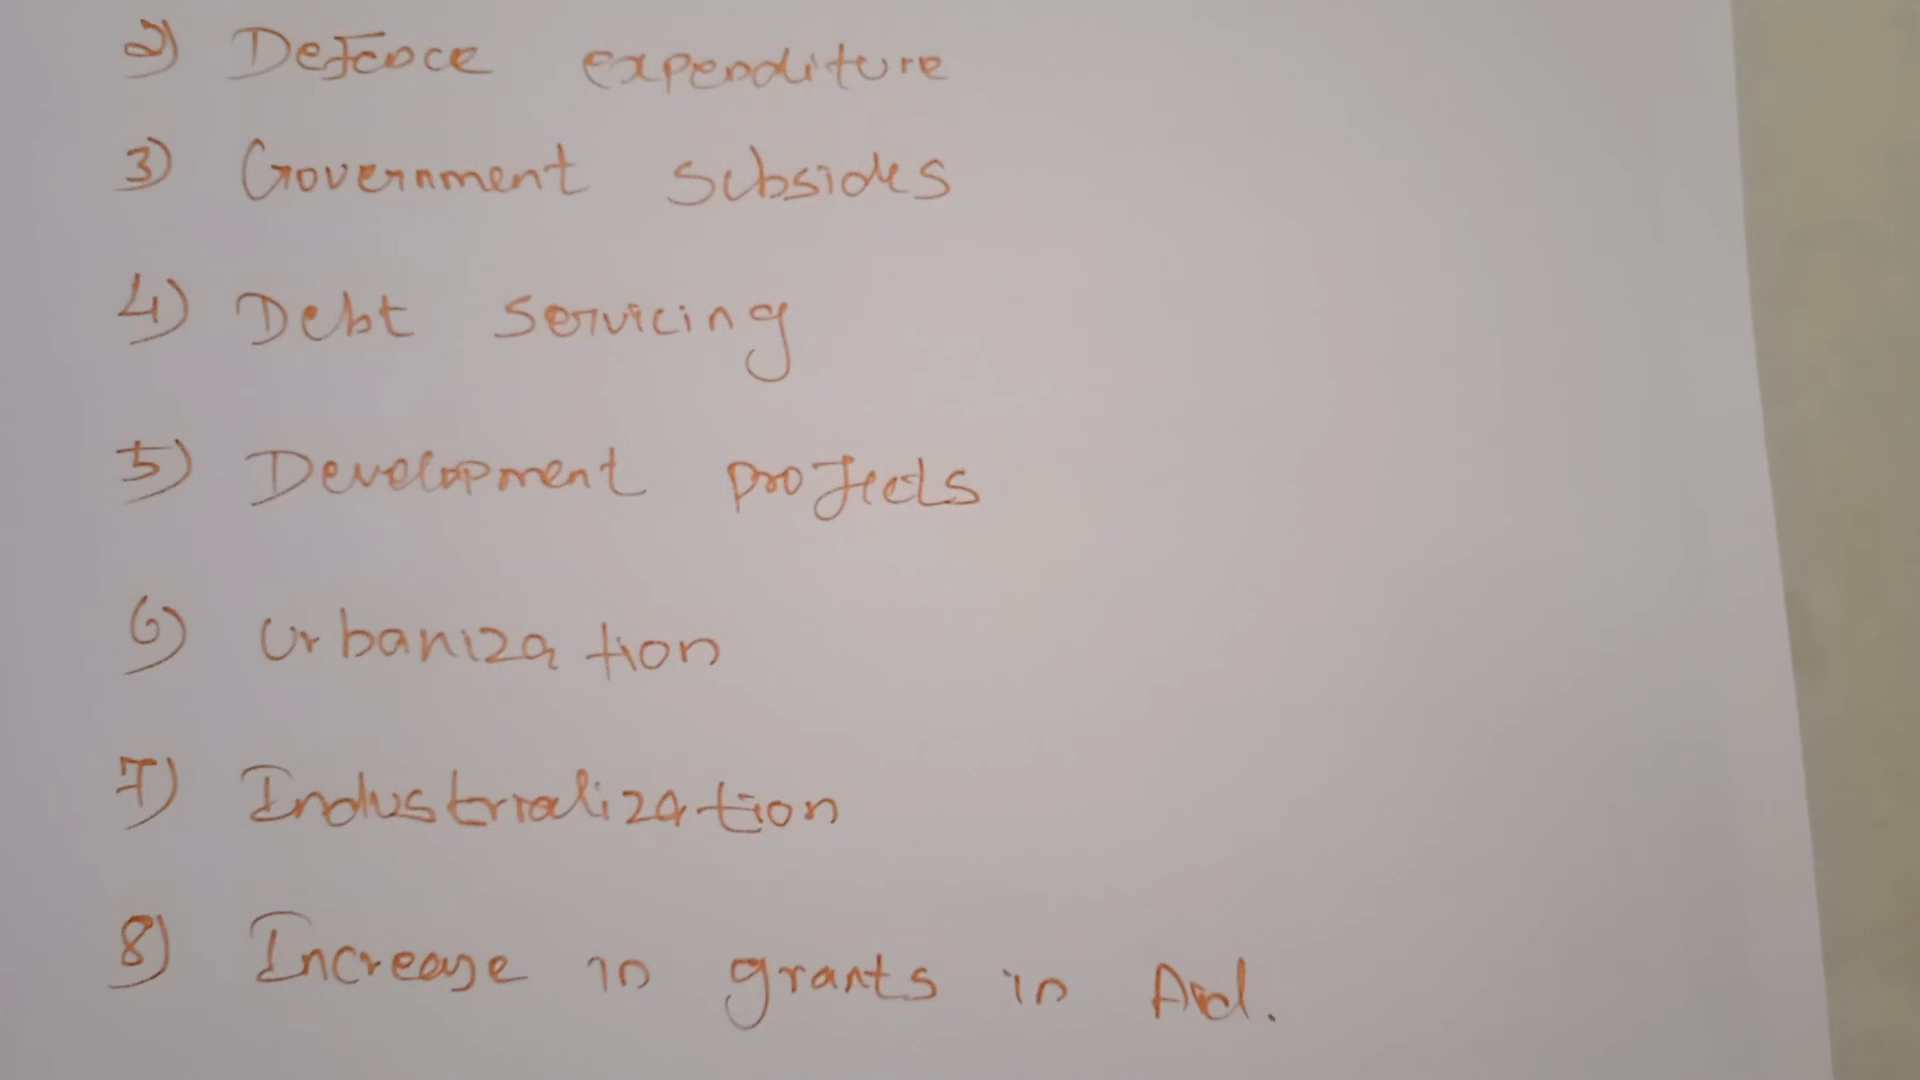 2) Defence expenditure
3) Government Subsides
4) Debt servicing
5) Development projects
6) Urbanization
7) Industrialization
8) Increase in grants in Aid.